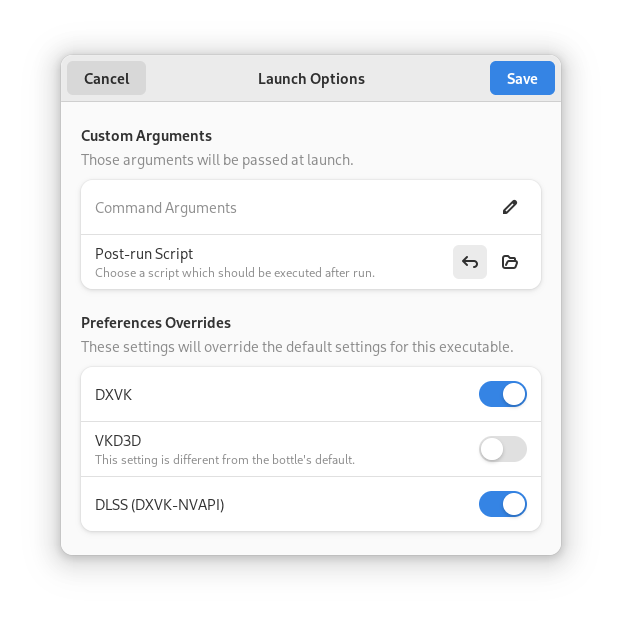 Cancel
Launch Options
Save
Custom Arguments
Those arguments will be passed at launch.
Command Arguments
Post-run Script
Choose a script which should be executed after run.
Preferences Overrides
These settings will override the default settings for this executable.
DXVK
VKD3D
This setting is different from the bottle's default.
DLSS (DXVK-NVAPI)